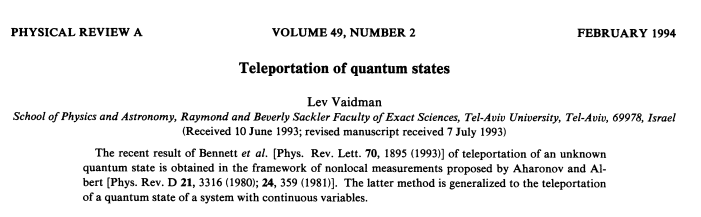 PHYSICAL REVIEW A VOLUME 49, NUMBER 2 FEBRUARY 1994
Teleportation of quantum states
Lev Vaidman
School of Physics and Astronomy, Raymond and Beverly Sackler Faculty of Exact Sciences, Tel-Aviv University, Tel-Aviv, 69978, Israel
(Received 10 June 1993; revised manuscript received 7 July 1993)
The recent result of Bennett et al. [Phys. Rev. Lett. 70, 1895 (1993)] of teleportation of an unknown
quantum state is obtained in the framework of nonlocal measurements proposed by Aharonov and Al-
bert [Phys. Rev. D 21, 3316 (1980); 24, 359 (1981)]. The latter method is generalized to the teleportation
of a quantum state of a system with continuous variables.